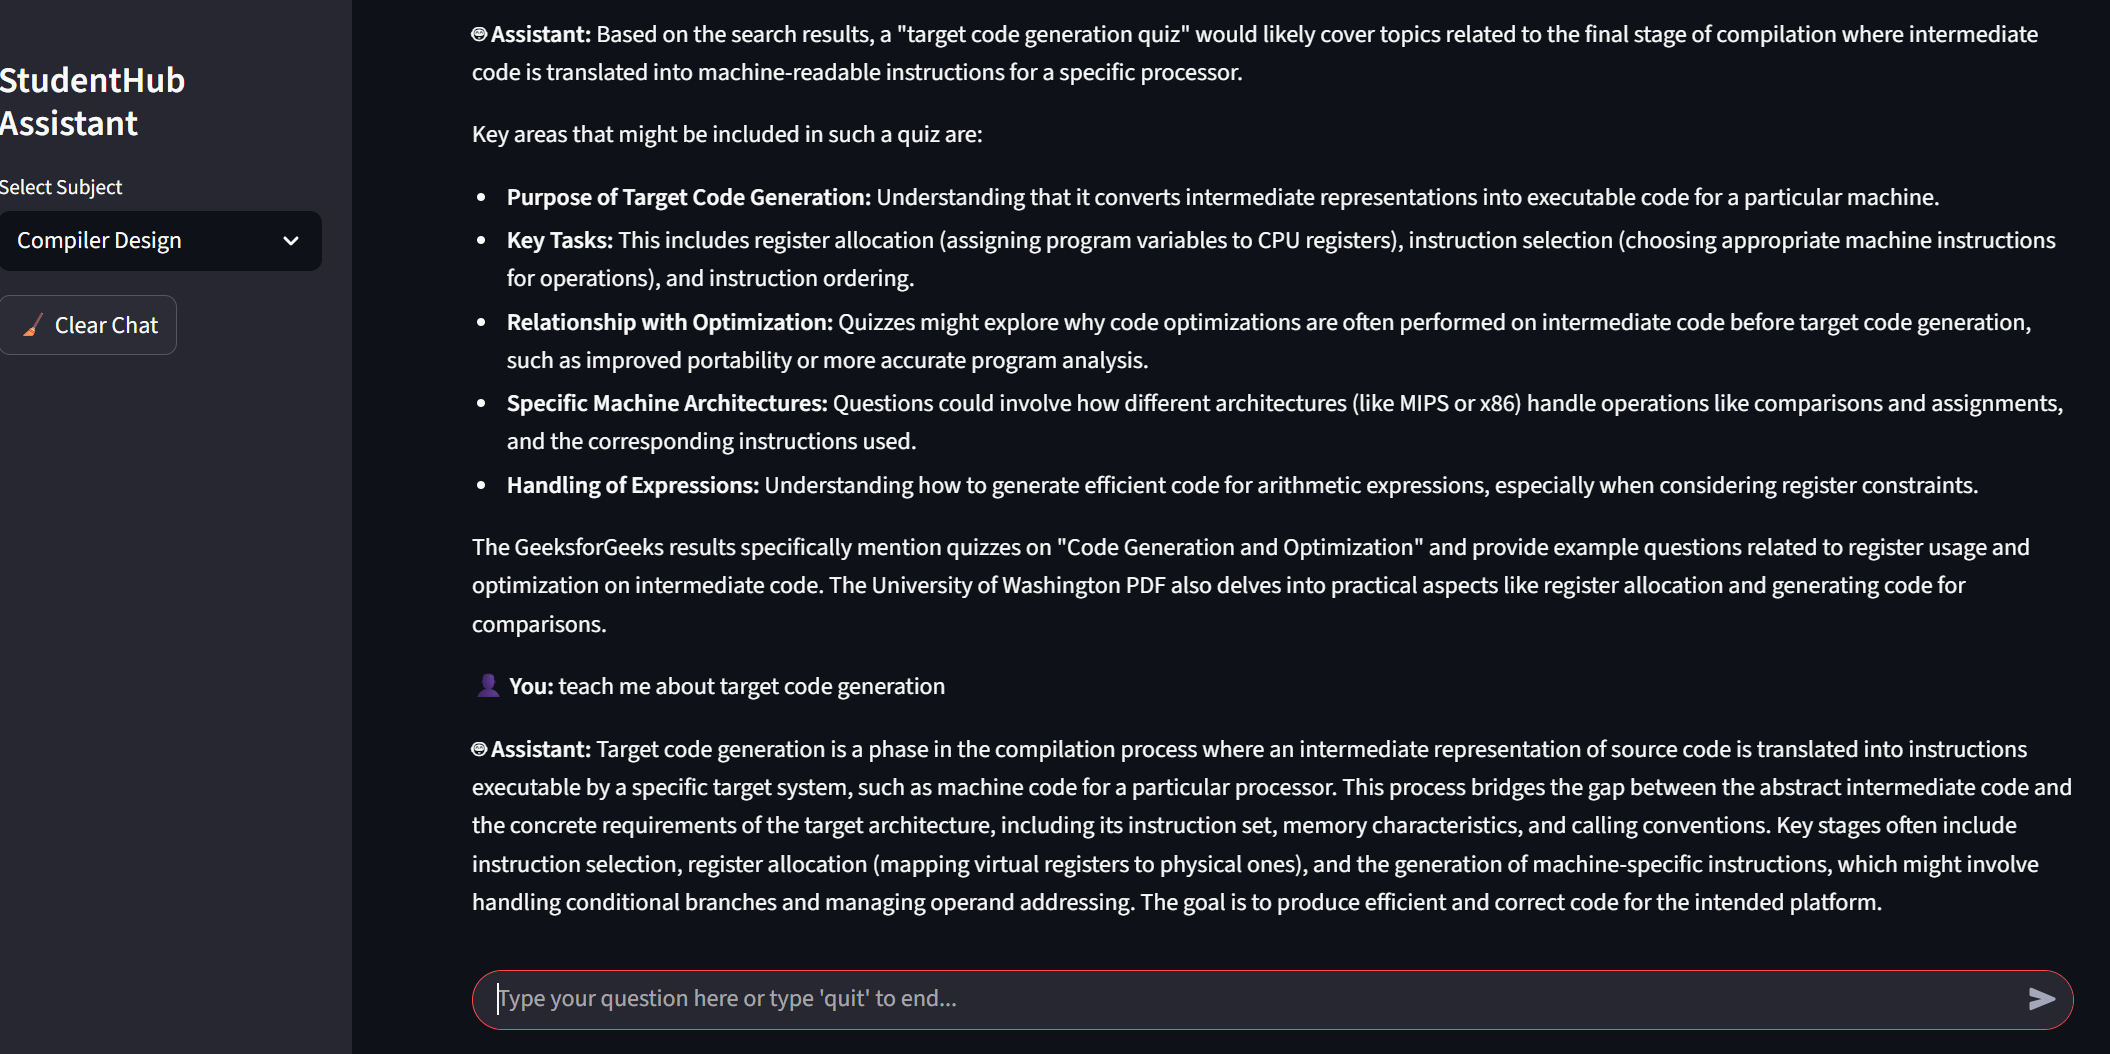 StudentHub
Assistant
Select Subject
Compiler Design
Clear Chat
Assistant: Based on the search results, a "target code generation quiz" would likely cover topics related to the final stage of compilation where intermediate
code is translated into machine-readable instructions for a specific processor.
Key areas that might be included in such a quiz are:
• Purpose of Target Code Generation: Understanding that it converts intermediate representations into executable code for a particular machine.
• Key Tasks: This includes register allocation (assigning program variables to CPU registers), instruction selection (choosing appropriate machine instructions
for operations), and instruction ordering.
• Relationship with Optimization: Quizzes might explore why code optimizations are often performed on intermediate code before target code generation,
such as improved portability or more accurate program analysis.
• Specific Machine Architectures: Questions could involve how different architectures (like MIPS or x86) handle operations like comparisons and assignments,
and the corresponding instructions used.
• Handling of Expressions: Understanding how to generate efficient code for arithmetic expressions, especially when considering register constraints.
The GeeksforGeeks results specifically mention quizzes on "Code Generation and Optimization" and provide example questions related to register usage and
optimization on intermediate code. The University of Washington PDF also delves into practical aspects like register allocation and generating code for
comparisons.
You: teach me about target code generation
Assistant: Target code generation is a phase in the compilation process where an intermediate representation of source code is translated into instructions
executable by a specific target system, such as machine code for a particular processor. This process bridges the gap between the abstract intermediate code and
the concrete requirements of the target architecture, including its instruction set, memory characteristics, and calling conventions. Key stages often include
instruction selection, register allocation (mapping virtual registers to physical ones), and the generation of machine-specific instructions, which might involve
handling conditional branches and managing operand addressing. The goal is to produce efficient and correct code for the intended platform.
Type your question here or type 'quit' to end...